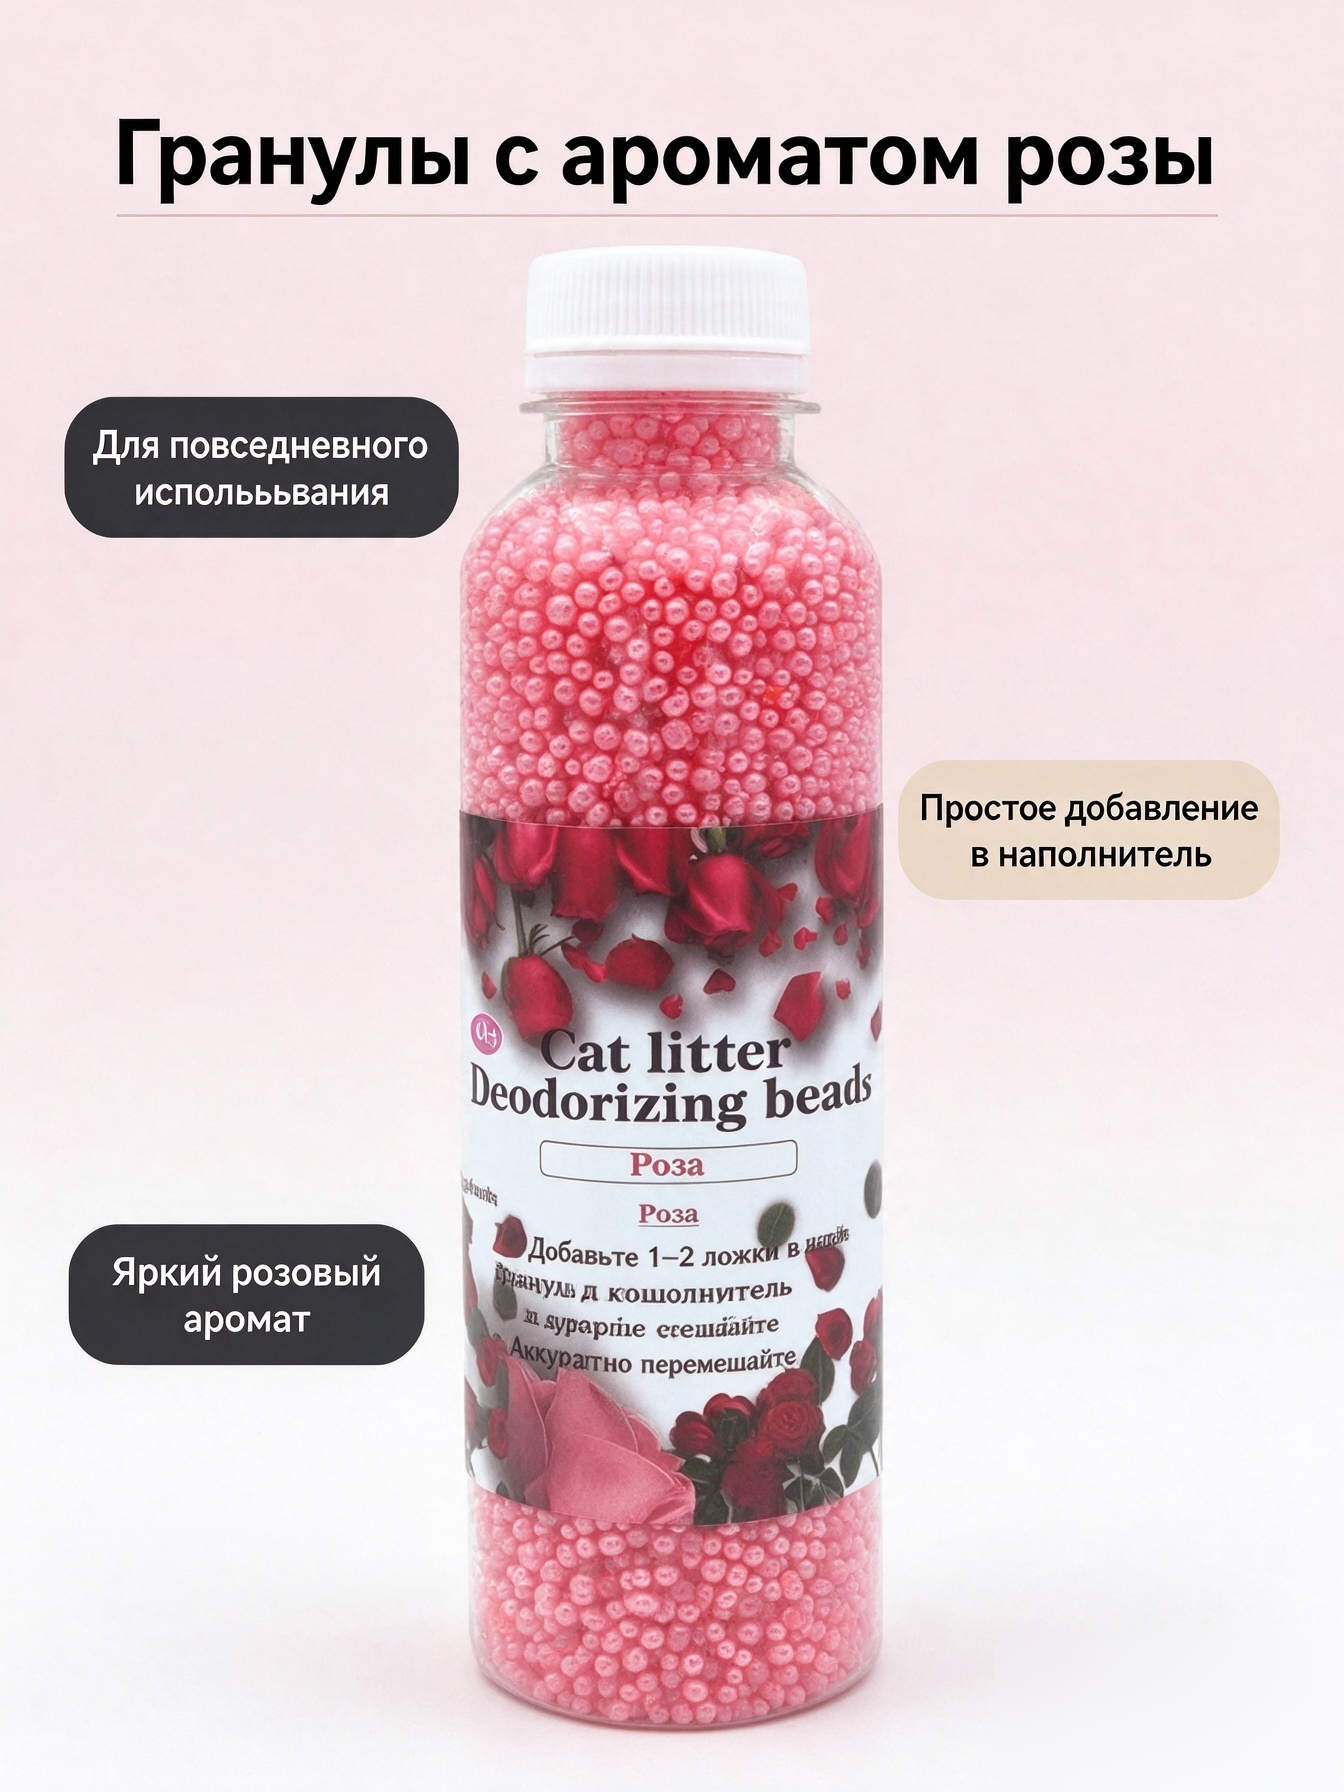 Гранулы с ароматом розы
Для повседневного
испольььвания
Простое добавление
в наполнитель
Cat litter
Deodorizing beads
Роза
Роза
Добавьте 1–2 ложки в
кошолнитель
Аккуратно перемешайте
Яркий розовый
аромат